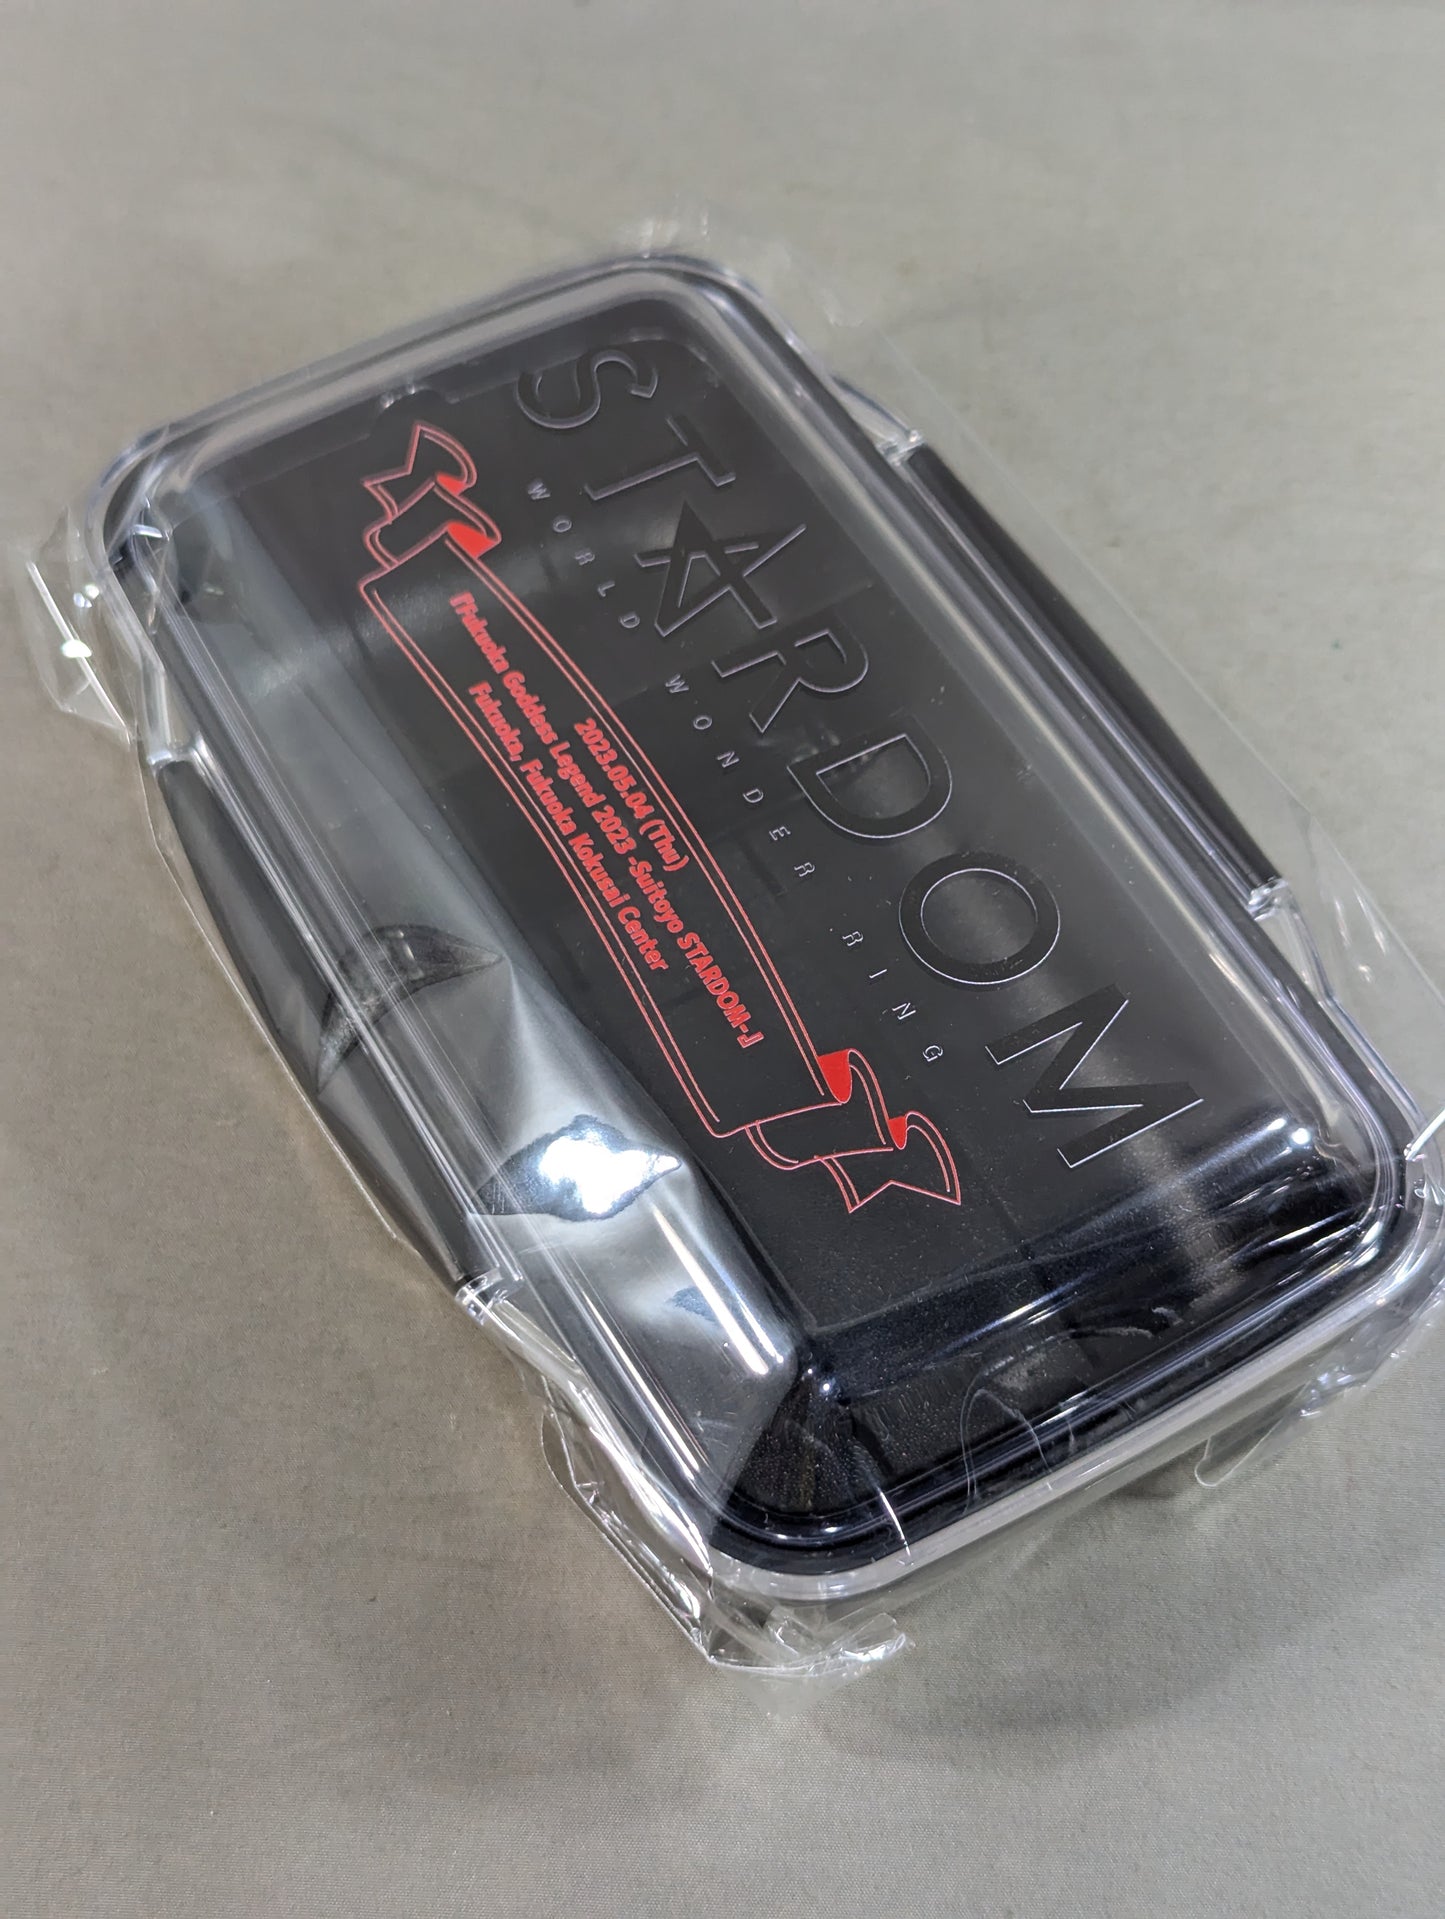 STARDOM
WORLD WONDER RING
2023.05.04 (Thu)
『Fukuoka Goddess Legend 2023 -Suitoyo STARDOM-』
Fukuoka, Fukuoka Kokusai Center